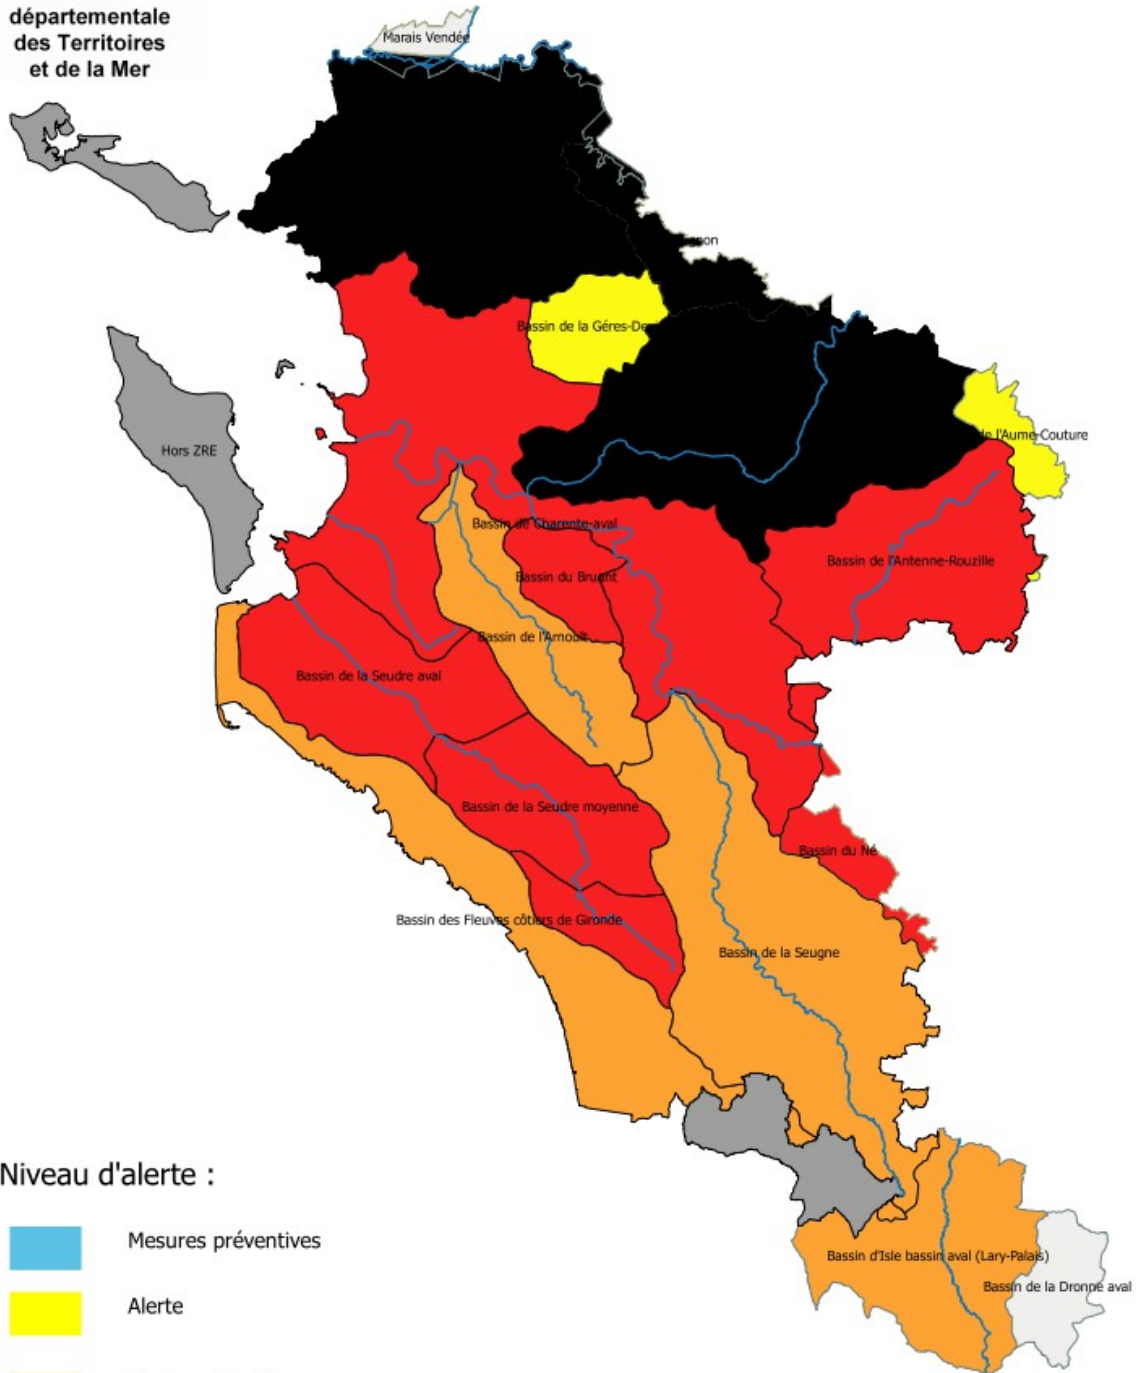 départementale
des Territoires
et de la Mer
Marais Vendée
Bassin de la Géres-De
de l'Aume-Couture
Hors ZRE
Bassin de Charente-aval
Bassin de l'Antenne-Rouzille
Bassin du Bruant
Bassin de l'Arnoult
Bassin de la Seudre aval
Bassin de la Seudre moyenne
Bassin du Né
Bassin des Fleuves côtiers de Gironde
Bassin de la Seugne
Niveau d'alerte :
Mesures préventives
Bassin d'Isle bassin aval (Lary-Palais)
Bassin de la Dronne aval
Alerte